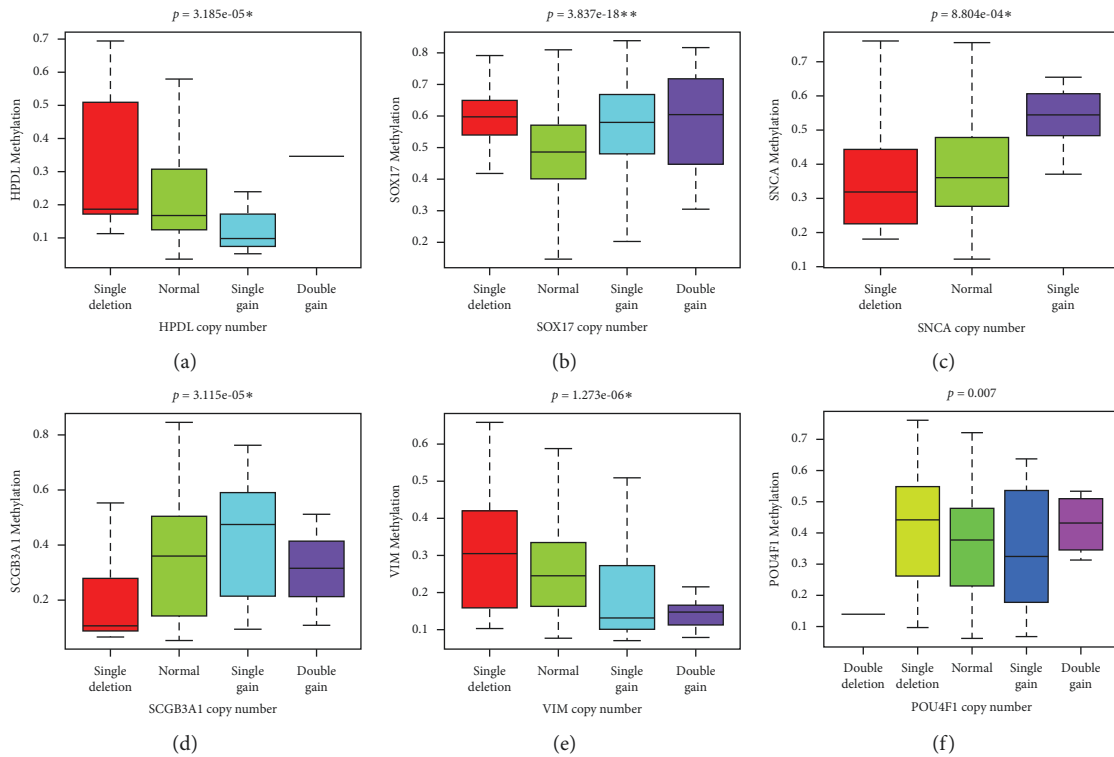 p = 3.185e-05*
HPDL Methylation
0.7
0.6
0.5
0.4
0.3
0.2
0.1
Single deletion
Normal
Single gain
Double gain
HPDL copy number
(a)
p = 3.837e-18**
SOX17 Methylation
0.8
0.7
0.6
0.5
0.4
0.3
0.2
Single deletion
Normal
Single gain
Double gain
SOX17 copy number
(b)
p = 8.804e-04*
SNCA Methylation
0.7
0.6
0.5
0.4
0.3
0.2
0.1
Single deletion
Normal
Single gain
SNCA copy number
(c)
p = 3.115e-05*
SCGB3A1 Methylation
0.8
0.6
0.4
0.2
Single deletion
Normal
Single gain
Double gain
SCGB3A1 copy number
(d)
p = 1.273e-06*
VIM Methylation
0.6
0.5
0.4
0.3
0.2
0.1
Single deletion
Normal
Single gain
Double gain
VIM copy number
(e)
p = 0.007
POU4F1 Methylation
0.7
0.6
0.5
0.4
0.3
0.2
0.1
Double deletion
Single deletion
Normal
Single gain
Double gain
POU4F1 copy number
(f)